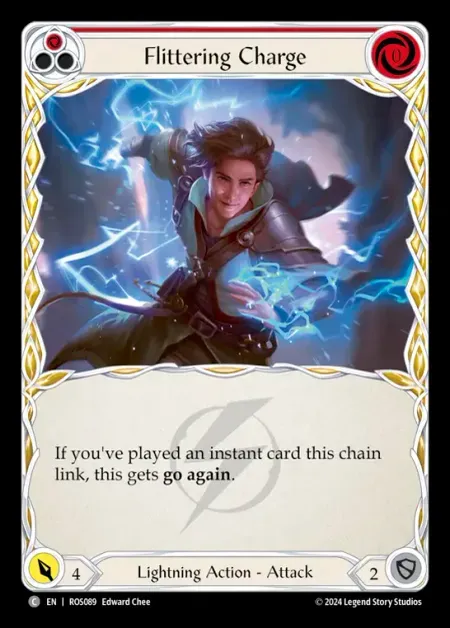 Flittering Charge
0
If you've played an instant card this chain
link, this gets go again.
4
Lightning Action - Attack
2
C EN | ROS089 Edward Chee
© 2024 Legend Story Studios